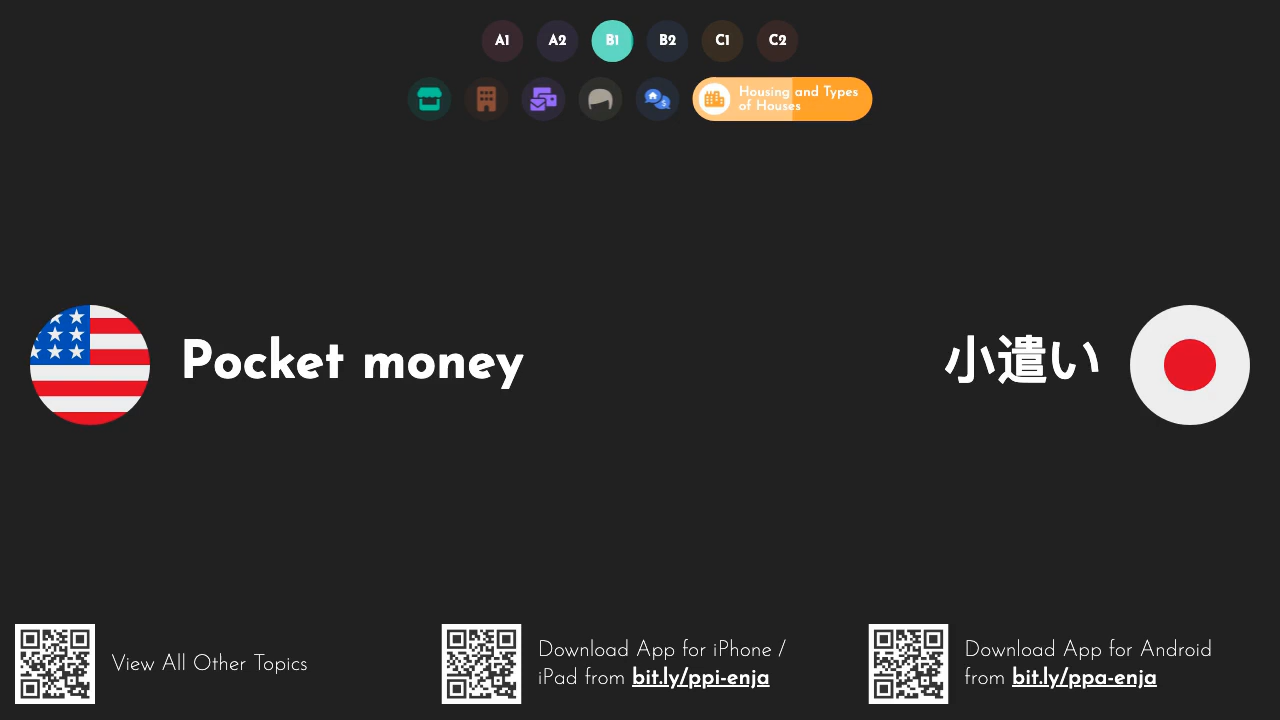 A1 A2 B1 B2 C1 C2
Housing and Types
of Houses
Pocket money
小遣い
View All Other Topics
Download App for iPhone /
iPad from bit.ly/ppi-enja
Download App for Android
from bit.ly/ppa-enja